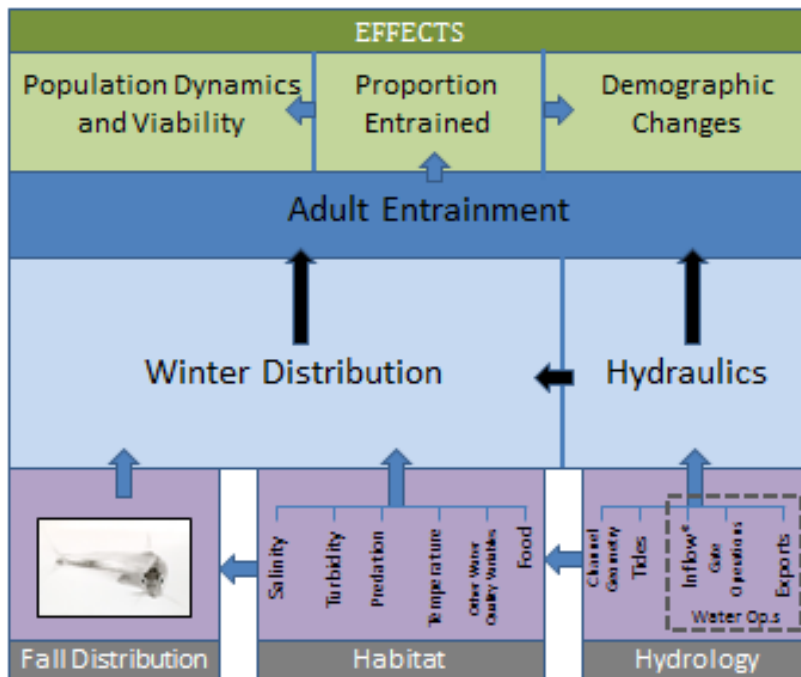 EFFECTS
Population Dynamics
and Viability
Proportion
Entrained
Demographic
Changes
Adult Entrainment
Winter Distribution
Hydraulics
Salinity
Turbidity
Predation
Temperature
Other Water
Quality Variables
Food
Channel
Geometry
Tides
Inflow*
Gate
Operations
Exports
Water Op.s
Fall Distribution
Habitat
Hydrology